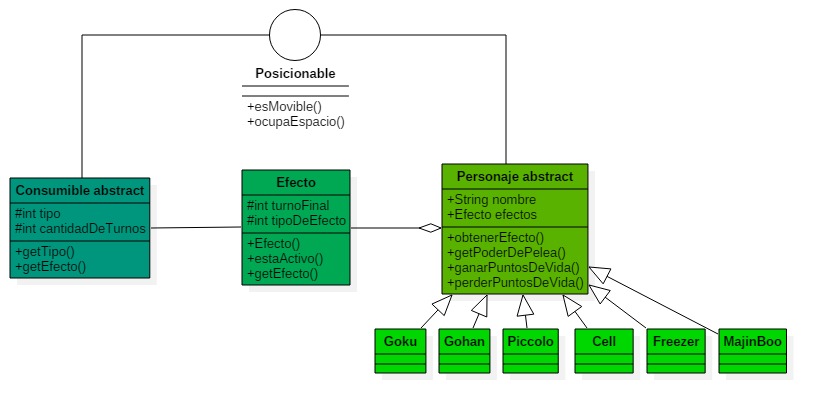 Posicionable
+esMovible()
+ocupaEspacio()
Consumible abstract
#int tipo
#int cantidadDeTurnos
+getTipo()
+getEfecto()
Efecto
#int turnoFinal
#int tipoDeEfecto
+Efecto()
+estaActivo()
+getEfecto()
Personaje abstract
+String nombre
+Efecto efectos
+obtenerEfecto()
+getPoderDePelea()
+ganarPuntosDeVida()
+perderPuntosDeVida()
Goku
Gohan
Piccolo
Cell
Freezer
MajinBoo